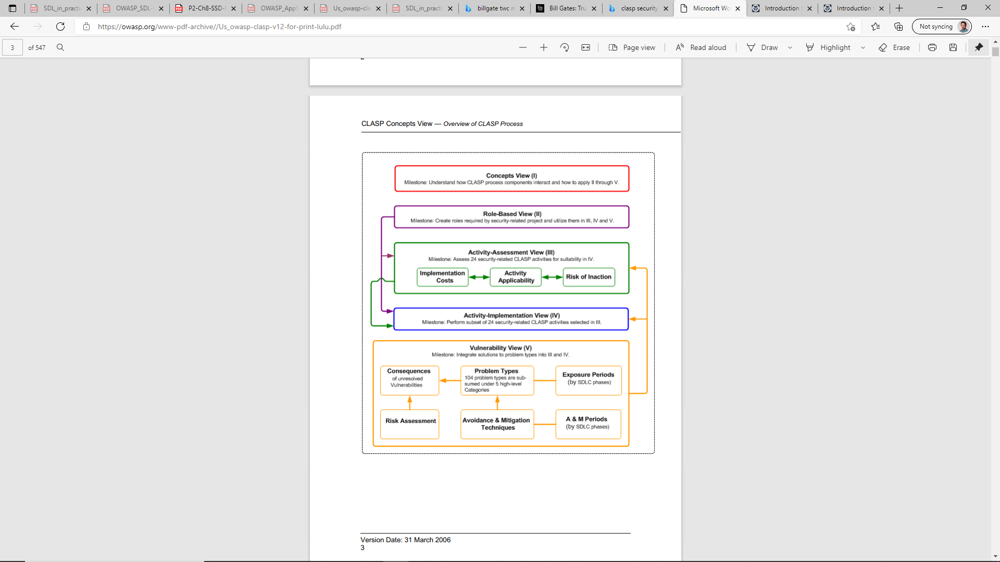 SDL_in_practi
OWASP_SDL-
P2-Ch8-SSD-
OWASP_AppS
Us_owasp-cla
SDL_in_practi
billgate twc m
Bill Gates: Tru
clasp security
Microsoft Wo
Introduction t
Introduction t
https://owasp.org/www-pdf-archive//Us_owasp-clasp-v12-for-print-lulu.pdf
Not syncing
3 of 547
Page view
Read aloud
Draw
Highlight
Erase
2
CLASP Concepts View — Overview of CLASP Process
Concepts View (I)
Milestone: Understand how CLASP process components interact and how to apply II through V.
Role-Based View (II)
Milestone: Create roles required by security-related project and utilize them in III, IV and V.
Activity-Assessment View (III)
Milestone: Assess 24 security-related CLASP activities for suitability in IV.
Implementation
Costs
Activity
Applicability
Risk of Inaction
Activity-Implementation View (IV)
Milestone: Perform subset of 24 security-related CLASP activities selected in III.
Vulnerability View (V)
Milestone: Integrate solutions to problem types into III and IV.
Consequences
of unresolved
Vulnerabilities
Problem Types
104 problem types are sub-
sumed under 5 high-level
Categories
Exposure Periods
(by SDLC phases)
Risk Assessment
Avoidance & Mitigation
Techniques
A & M Periods
(by SDLC phases)
Version Date: 31 March 2006
3